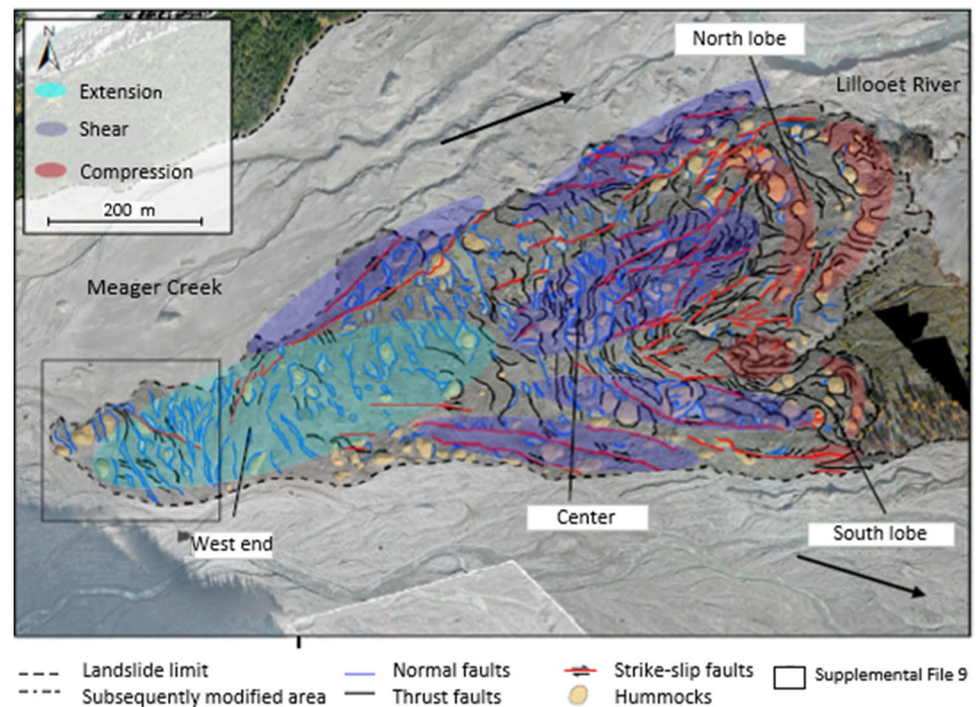 North lobe
N
Lillooet River
Extension
Shear
Compression
200 m
Meager Creek
West end
Center
South lobe
Landslide limit
Normal faults
Strike-slip faults
Supplemental File 9
Subsequently modified area
Thrust faults
Hummocks